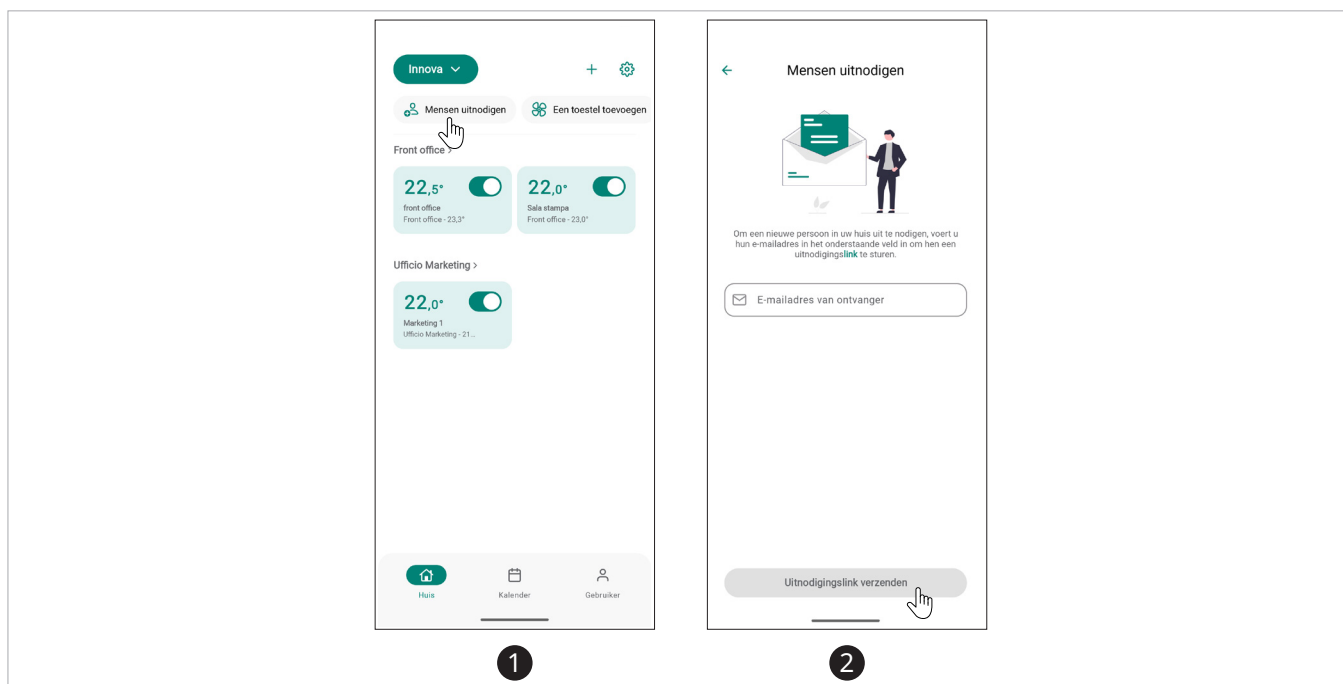 Innova
Mensen uitnodigen
Een toestel toevoegen
Front office >
22,5°
front office
Front office - 23,3°
22,0°
Sala stampa
Front office - 23,0°
Ufficio Marketing >
22,0°
Marketing 1
Ufficio Marketing - 21...
Huis
Kalender
Gebruiker
1
Mensen uitnodigen
Om een nieuwe persoon in uw huis uit te nodigen, voert u
hun e-mailadres in het onderstaande veld in om hen een
uitnodigingslink te sturen.
E-mailadres van ontvanger
Uitnodigingslink verzenden
2